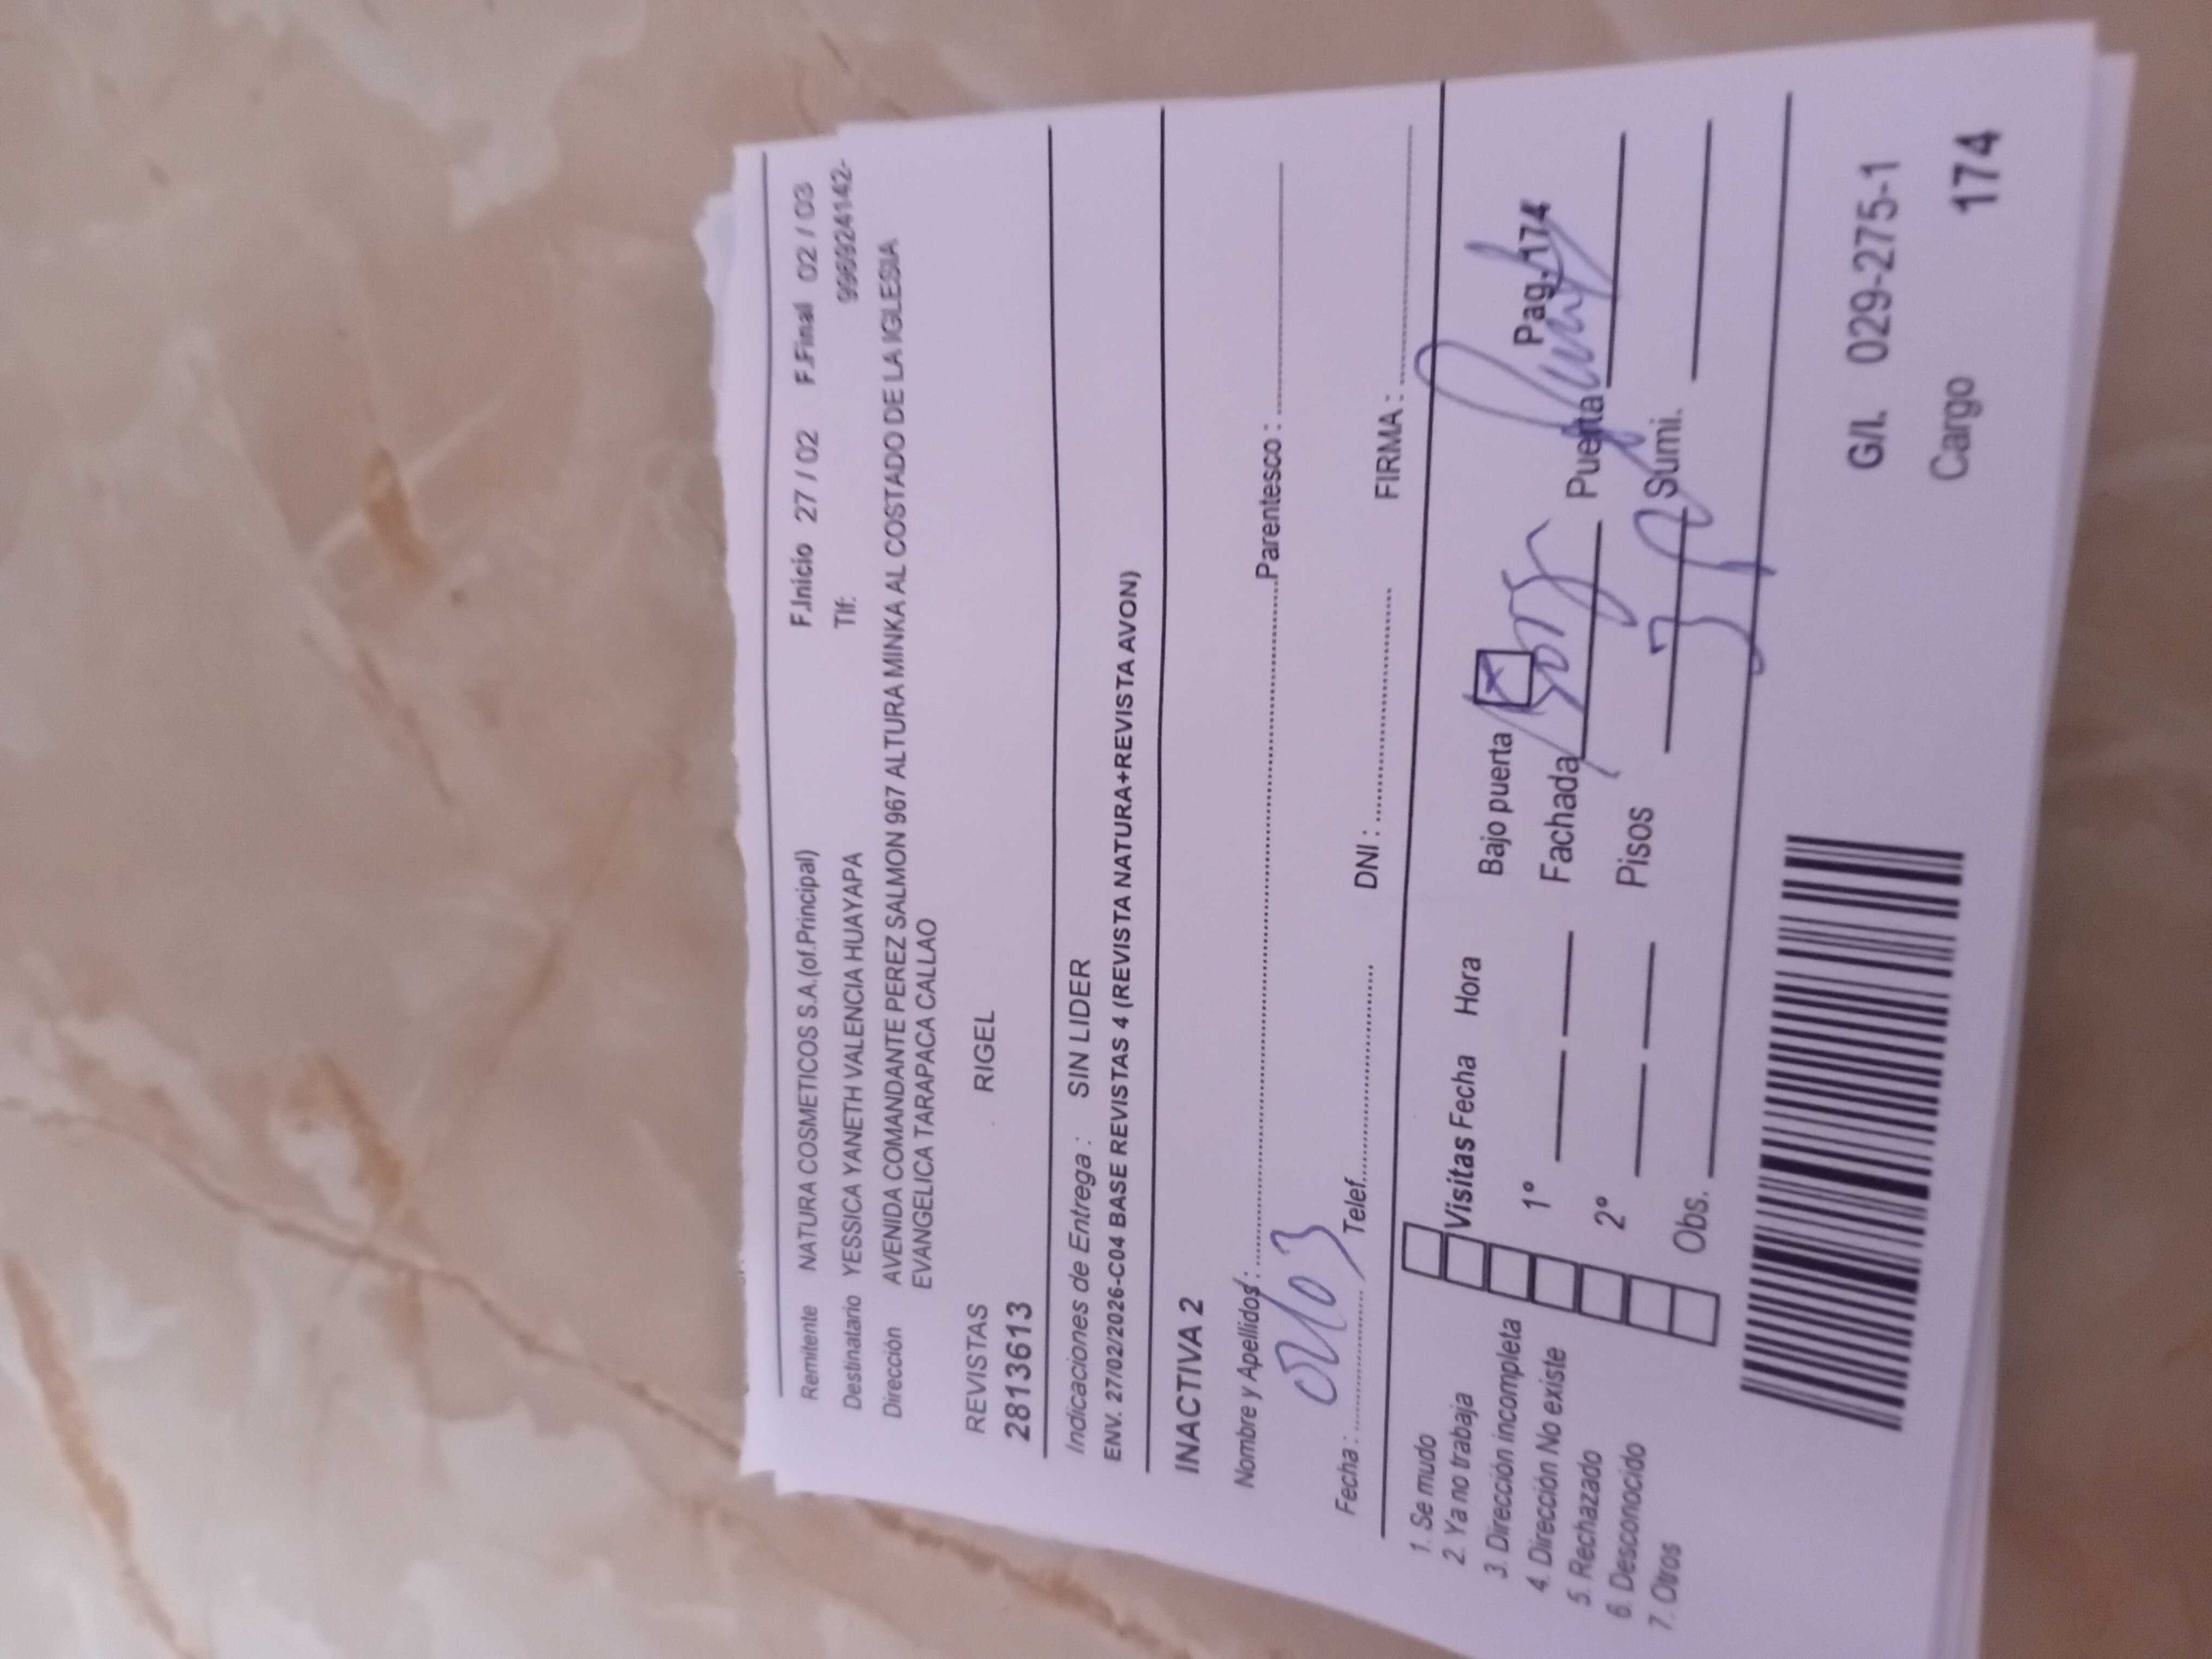 Remitente NATURA COSMETICOS S.A.(of.Principal) F.Inicio 27 / 02 F.Final 02 / 03
Destinatario YESSICA YANETH VALENCIA HUAYAPA Tlf:
Dirección AVENIDA COMANDANTE PEREZ SALMON 967 ALTURA MINKA AL COSTADO DE LA IGLESIA
EVANGELICA TARAPACA CALLAO
REVISTAS RIGEL
2813613
Indicaciones de Entrega : SIN LIDER
ENV. 27/02/2026-C04 BASE REVISTAS 4 (REVISTA NATURA+REVISTA AVON)
INACTIVA 2
Nombre y Apellidos : Parentesco :
Fecha : Telef. DNI : FIRMA :
1. Se mudo
2. Ya no trabaja
3. Dirección incompleta
4. Dirección No existe
5. Rechazado
6. Desconocido
7. Otros
Visitas Fecha Hora Bajo puerta Pag. 174
1° Fachada Puerta
2° Pisos Sumi.
Obs.
G/I. 029-275-1
Cargo 174